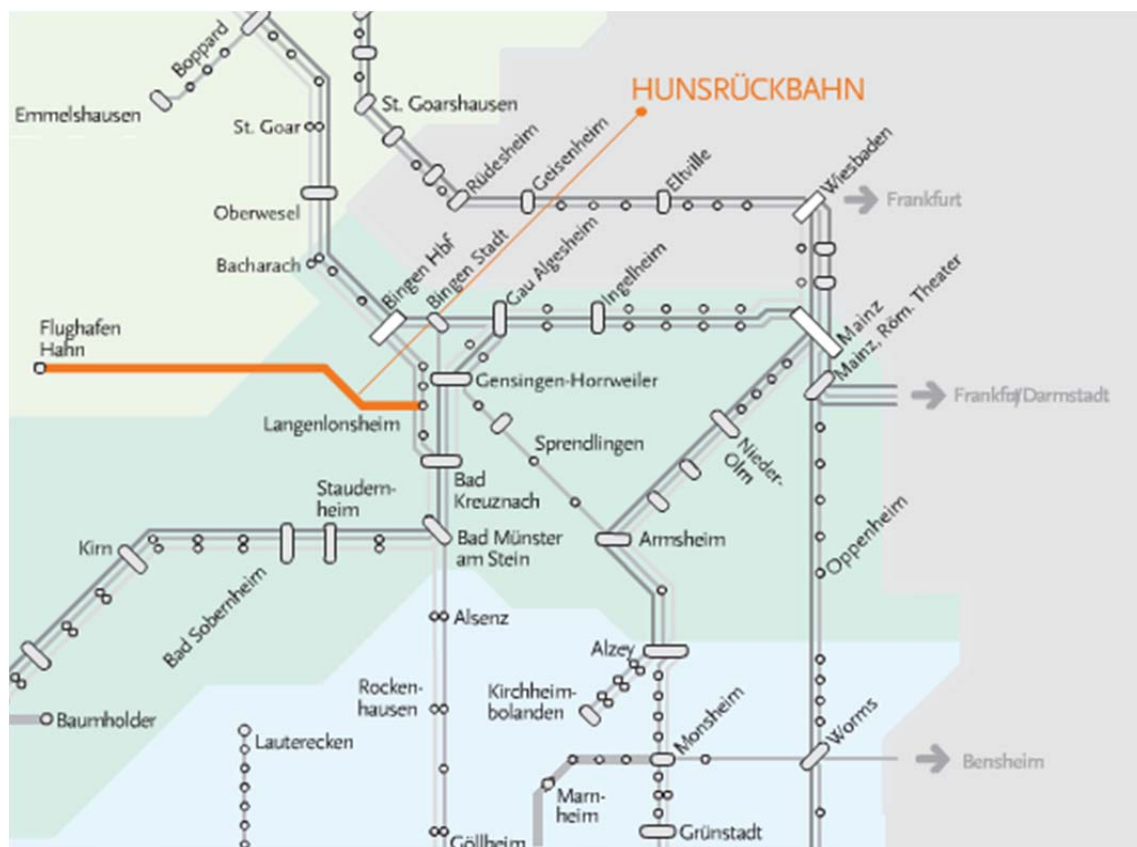 Boppard
Emmelshausen
St. Goarshausen
HUNSRÜCKBAHN
St. Goar
Rüdesheim
Geisenheim
Eltville
Wiesbaden
Frankfurt
Oberwesel
Bacharach
Bingen Hbf
Bingen Stadt
Gau Algesheim
Ingelheim
Mainz
Mainz, Röm. Theater
Flughafen
Hahn
Gensingen-Horrweiler
Langenlonsheim
Sprendlingen
Nieder-
Olm
Staudern-
heim
Bad
Kreuznach
Kirn
Bad Münster
am Stein
Armsheim
Oppenheim
Bad Sobernheim
Alsenz
Alzey
Rocken-
hausen
Kirchheim-
bolanden
Monsheim
Worms
Baumholder
Lauterecken
Bensheim
Marn-
heim
Göllheim
Grünstadt